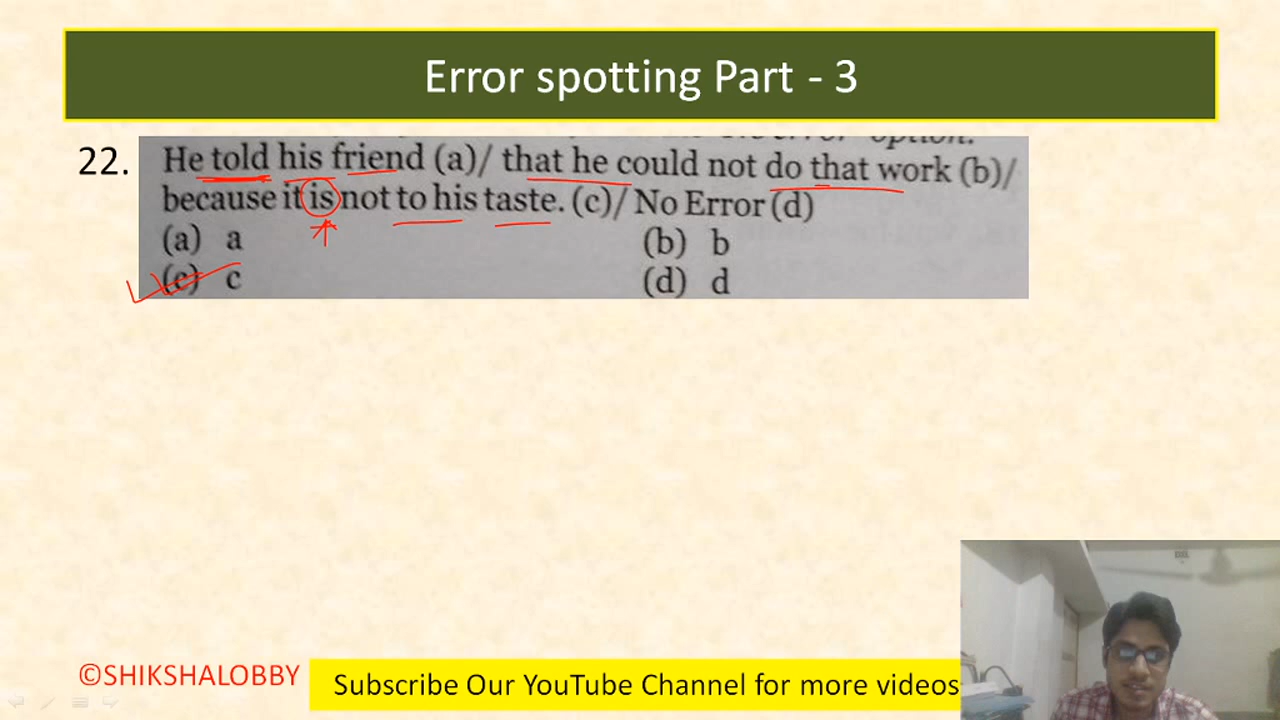 Error spotting Part - 3
option.
22.
He told his friend (a)/ that he could not do that work (b)/
because it is not to his taste. (c)/ No Error (d)
(a) a (b) b
(c) c (d) d
©SHIKSHALOBBY
Subscribe Our YouTube Channel for more videos